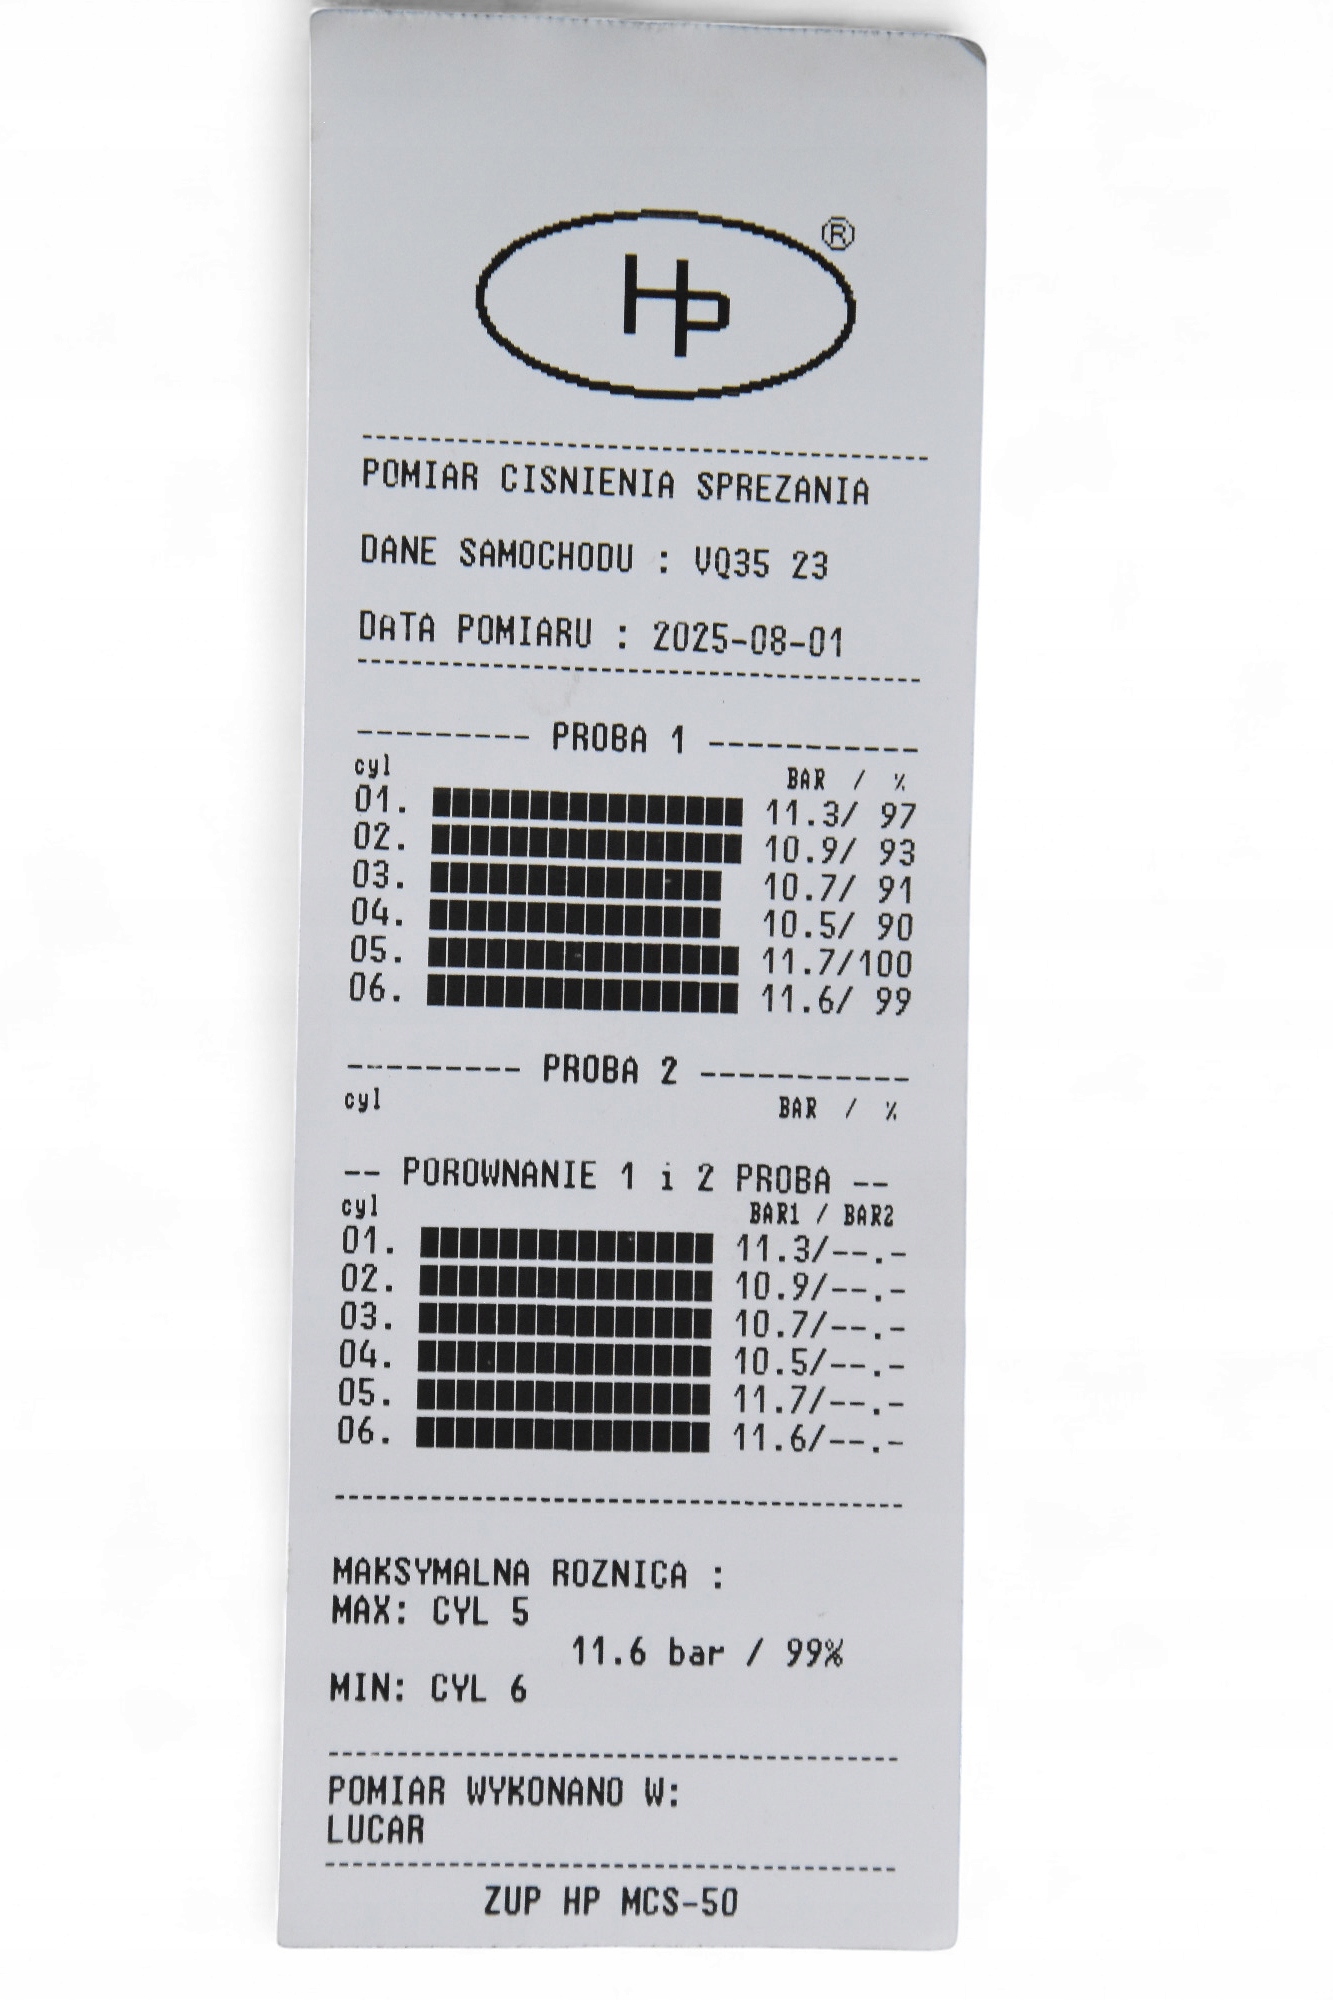 HP ®
POMIAR CISNIENIA SPREZANIA
DANE SAMOCHODU : VQ35 23
DATA POMIARU : 2025-08-01
--------- PROBA 1 -----------
cyl BAR / %
01. 11.3/ 97
02. 10.9/ 93
03. 10.7/ 91
04. 10.5/ 90
05. 11.7/100
06. 11.6/ 99
--------- PROBA 2 -----------
cyl BAR / %
-- POROWNANIE 1 i 2 PROBA --
cyl BAR1 / BAR2
01. 11.3/--.-
02. 10.9/--.-
03. 10.7/--.-
04. 10.5/--.-
05. 11.7/--.-
06. 11.6/--.-
MAKSYMALNA ROZNICA :
MAX: CYL 5
11.6 bar / 99%
MIN: CYL 6
POMIAR WYKONANO W:
LUCAR
ZUP HP MCS-50